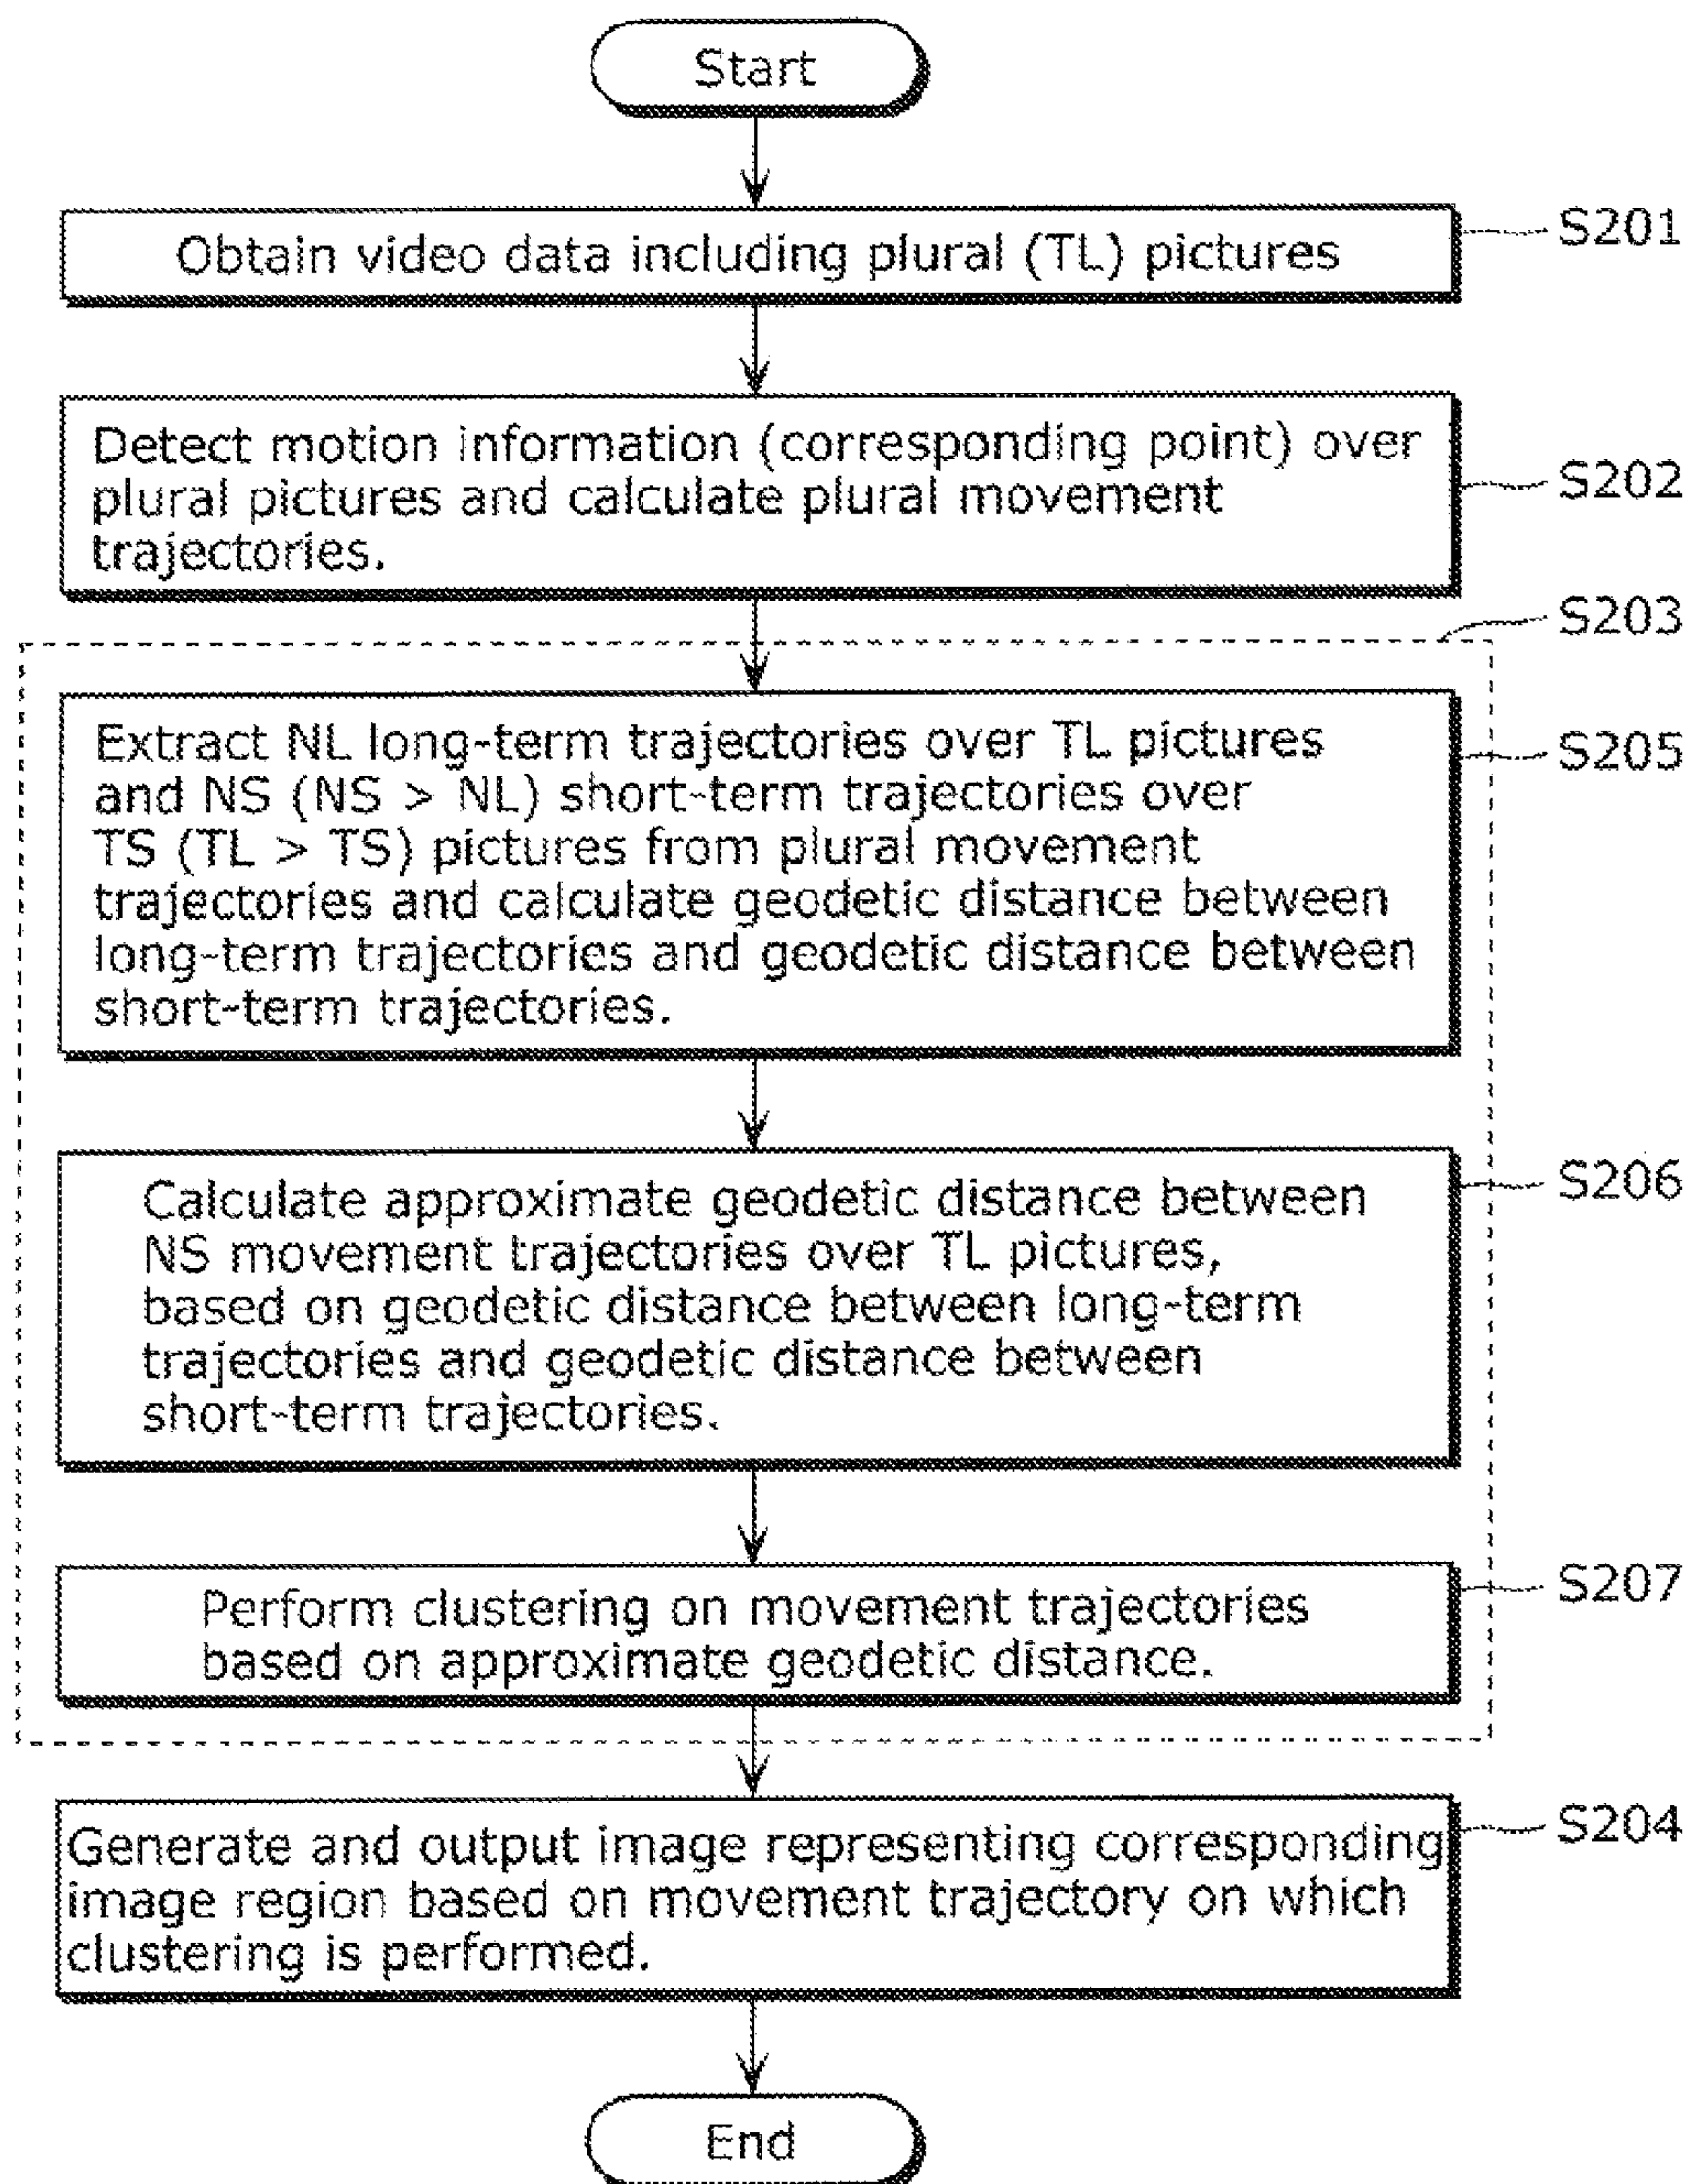 Start
Obtain video data including plural (TL) pictures
S201
Detect motion information (corresponding point) over
plural pictures and calculate plural movement
trajectories.
S202
S203
Extract NL long-term trajectories over TL pictures
and NS (NS > NL) short-term trajectories over
TS (TL > TS) pictures from plural movement
trajectories and calculate geodetic distance between
long-term trajectories and geodetic distance between
short-term trajectories.
S205
Calculate approximate geodetic distance between
NS movement trajectories over TL pictures,
based on geodetic distance between long-term
trajectories and geodetic distance between
short-term trajectories.
S206
Perform clustering on movement trajectories
based on approximate geodetic distance.
S207
Generate and output image representing corresponding
image region based on movement trajectory on which
clustering is performed.
S204
End